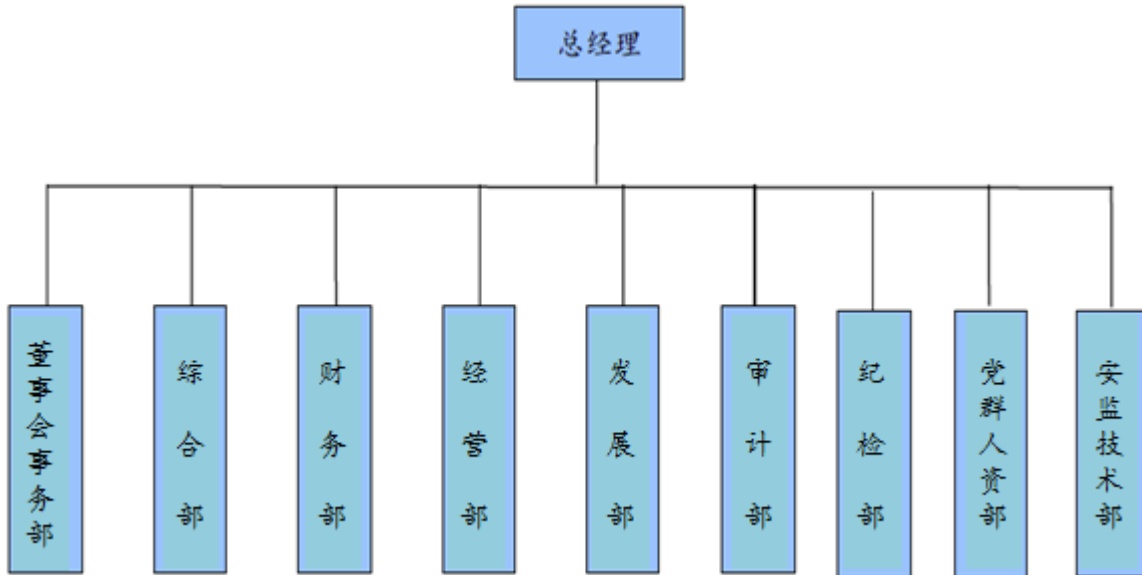 总经理
董事会事务部
综合部
财务部
经营部
发展部
审计部
纪检部
党群人资部
安监技术部